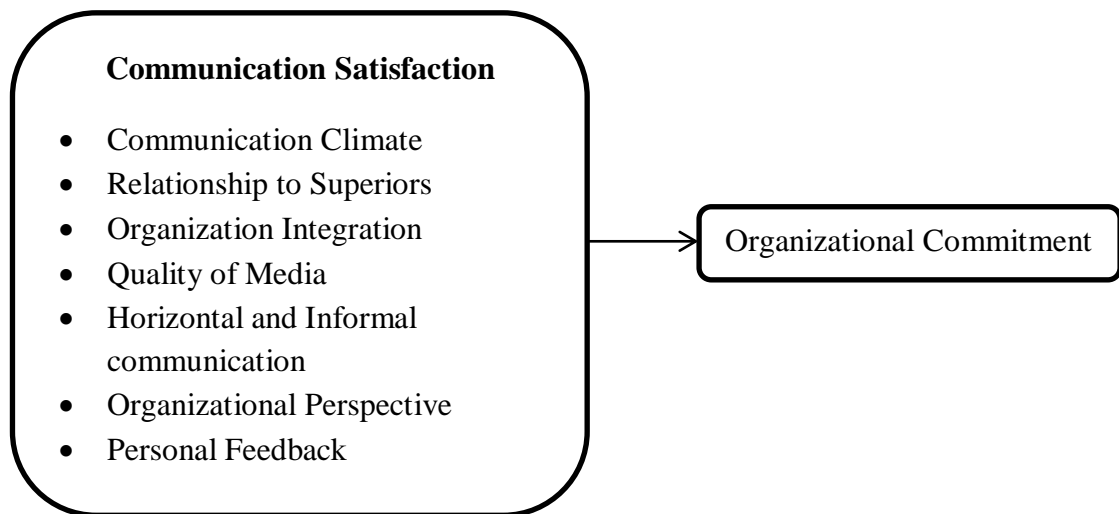 Communication Satisfaction
• Communication Climate
• Relationship to Superiors
• Organization Integration
• Quality of Media
• Horizontal and Informal
communication
• Organizational Perspective
• Personal Feedback
Organizational Commitment